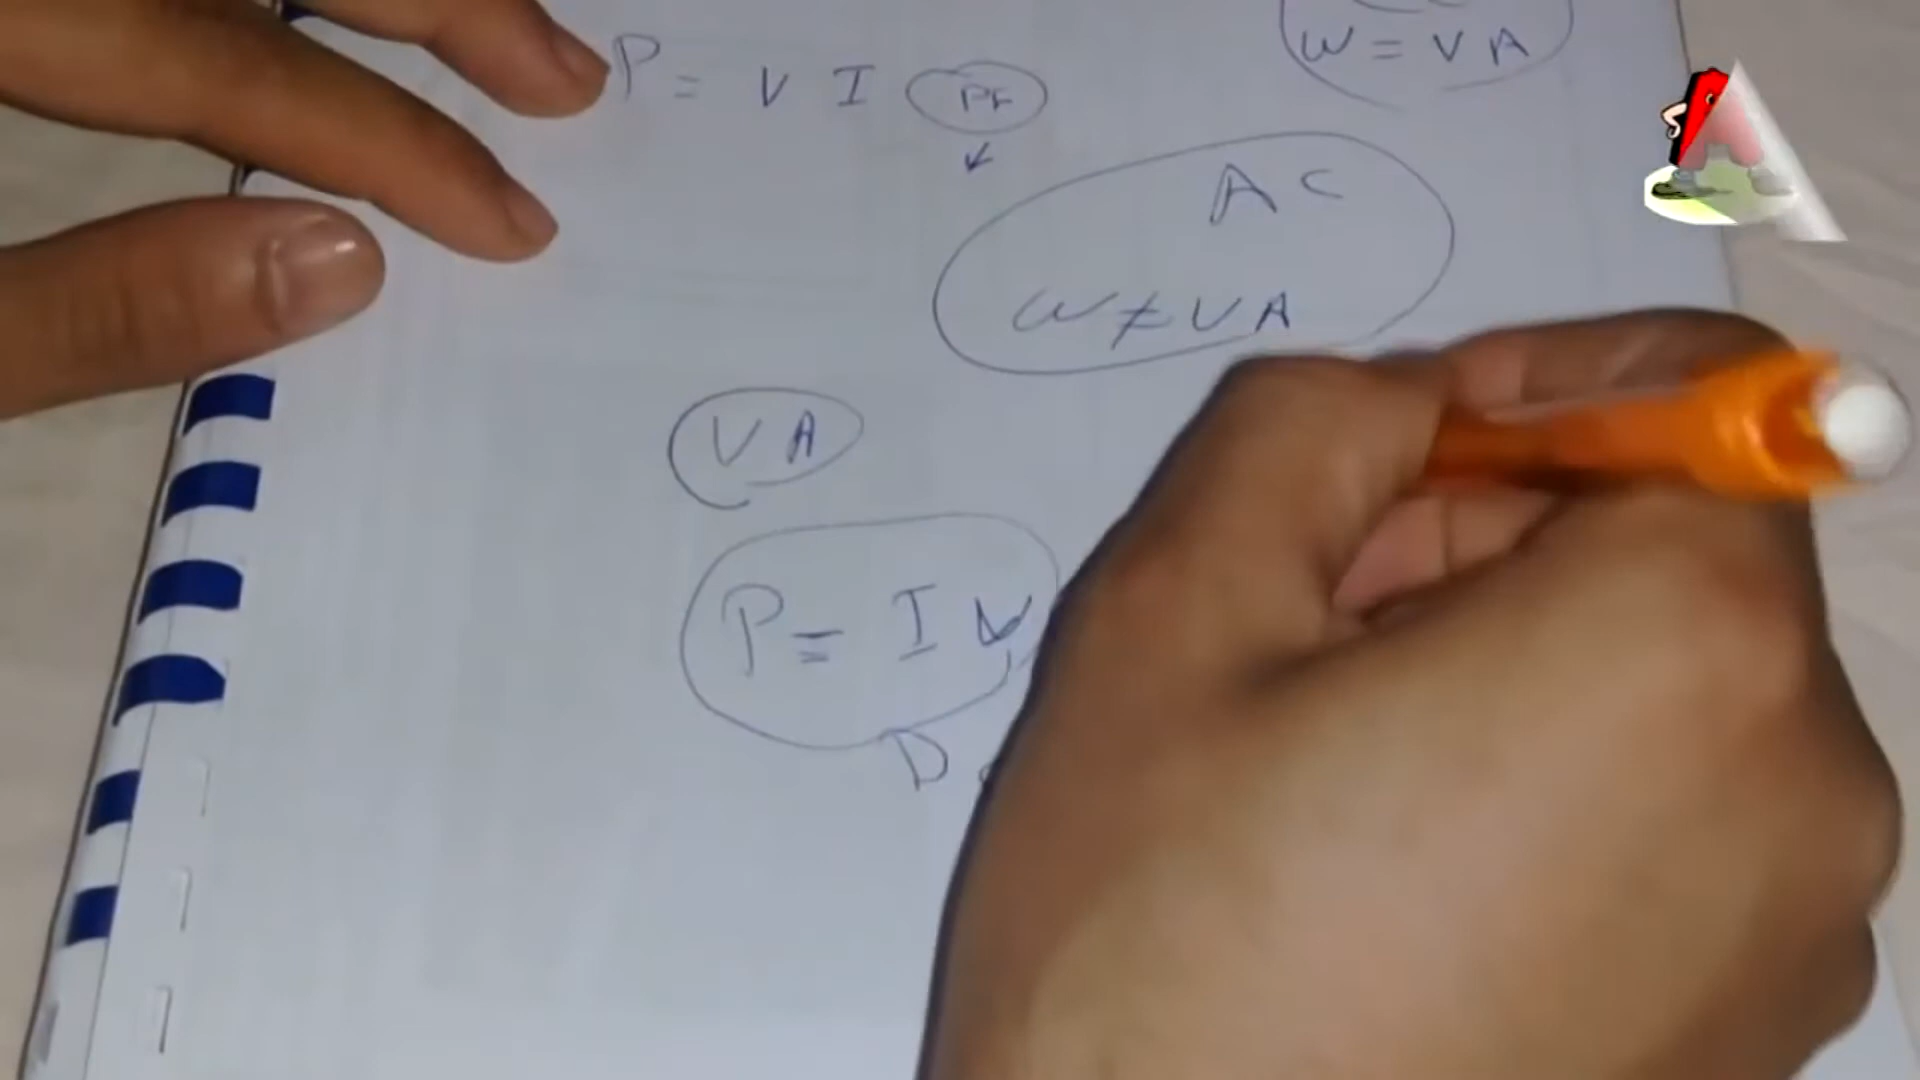 W = VA
P = V I PF
AC
W ≠ VA
VA
P = I V
D